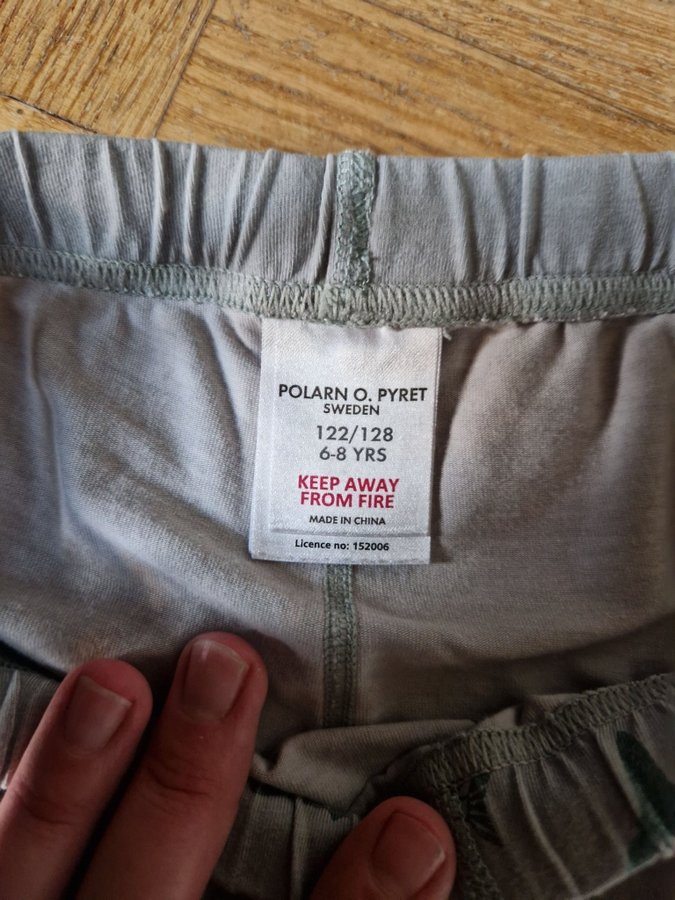 POLARN O. PYRET
SWEDEN
122/128
6-8 YRS
KEEP AWAY
FROM FIRE
MADE IN CHINA
Licence no: 152006